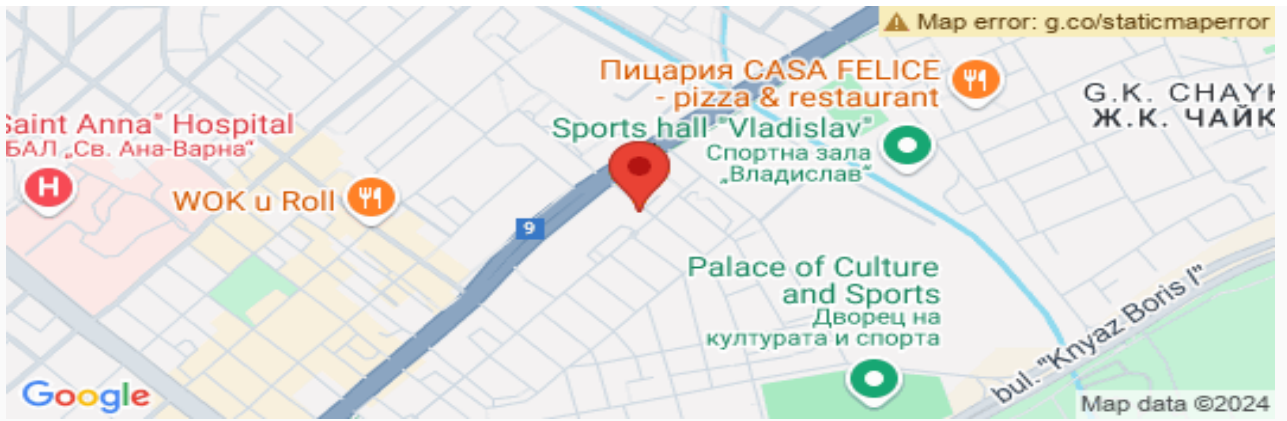 Map error: g.co/staticmaperror
Пицария CASA FELICE
- pizza & restaurant
G.K. CHAYK
Ж.К. ЧАЙК
Saint Anna" Hospital
БАЛ „Св. Ана-Варна“
H
Sports hall "Vladislav"
Спортна зала
„Владислав“
WOK u Roll
9
Palace of Culture
and Sports
Дворец на
културата и спорта
bul. "Knyaz Boris I"
Google
Map data ©2024